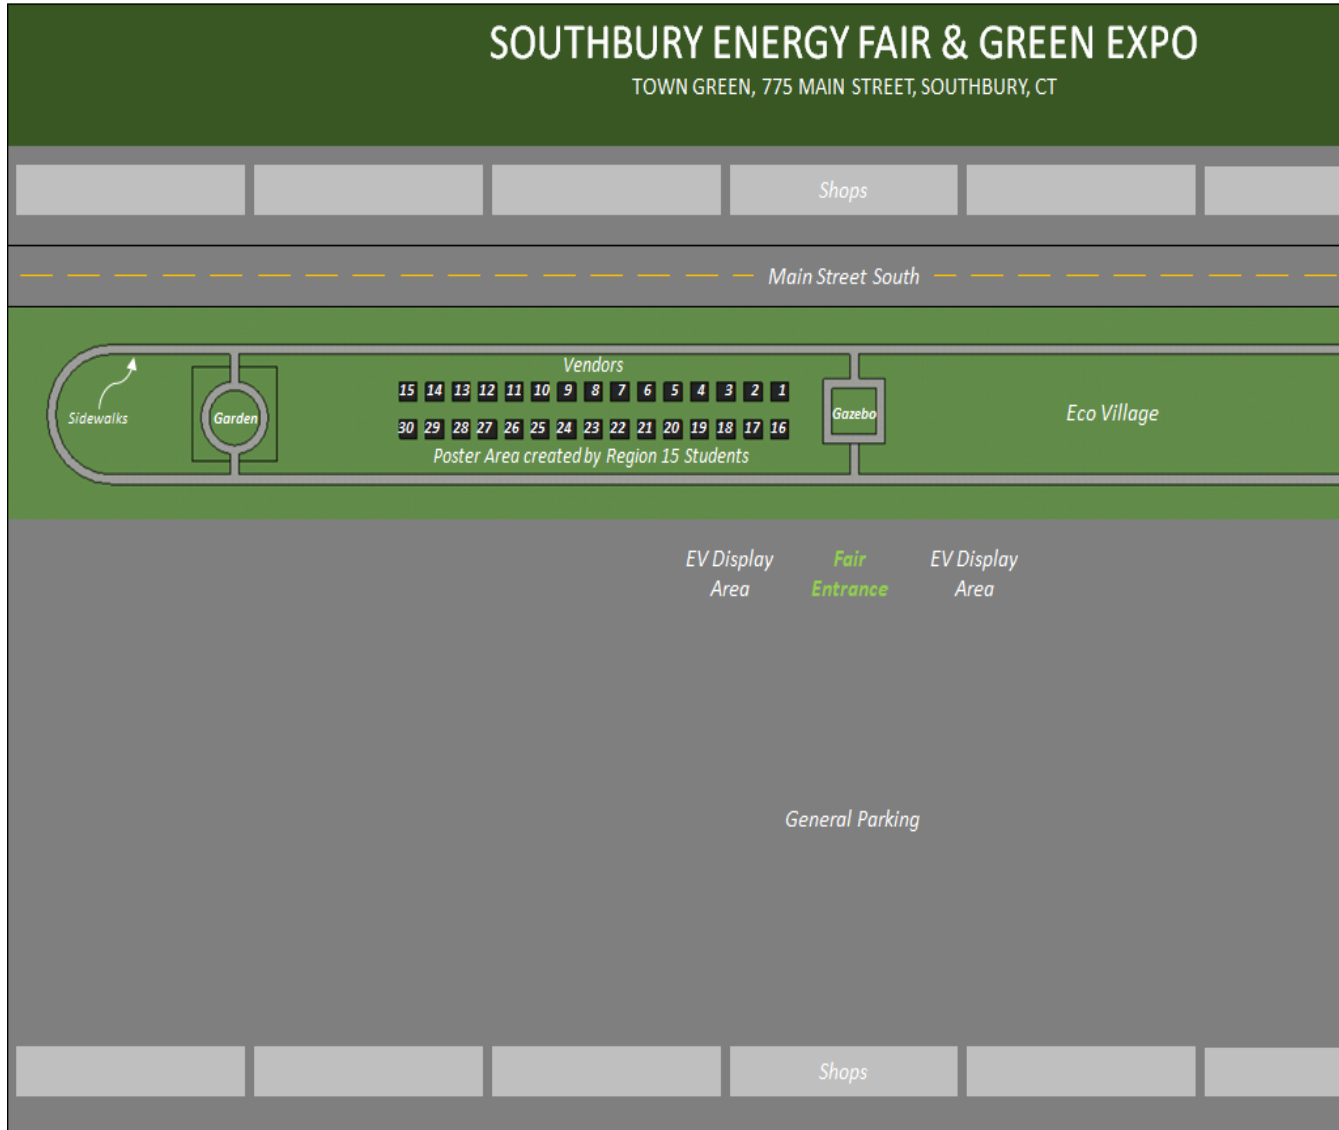 SOUTHBURY ENERGY FAIR & GREEN EXPO
TOWN GREEN, 775 MAIN STREET, SOUTHBURY, CT
Shops
Main Street South
Vendors
15 14 13 12 11 10 9 8 7 6 5 4 3 2 1
Sidewalks
Garden
Gazebo
Eco Village
30 29 28 27 26 25 24 23 22 21 20 19 18 17 16
Poster Area created by Region 15 Students
EV Display
Area
Fair
Entrance
EV Display
Area
General Parking
Shops